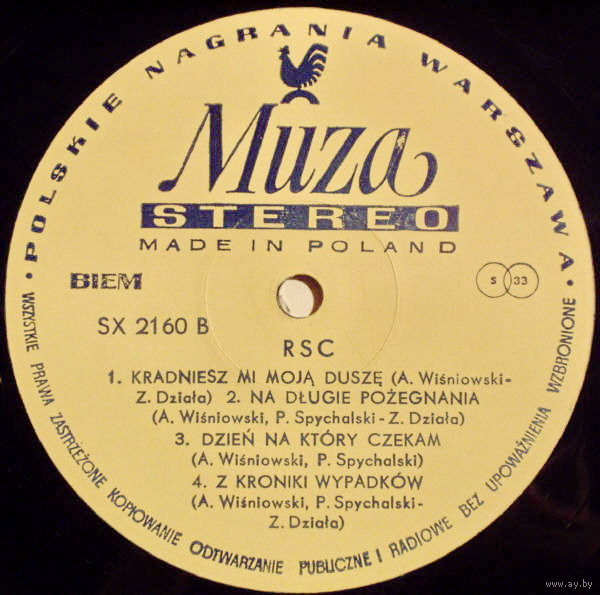 • POLSKIE NAGRANIA WARSZAWA •
Muza
STEREO
MADE IN POLAND
BIEM
S 33
SX 2160 B
RSC
1. KRADNIESZ MI MOJĄ DUSZĘ (A. Wiśniowski-
Z. Działa) 2. NA DŁUGIE POŻEGNANIA
(A. Wiśniowski, P. Spychalski - Z. Działa)
3. DZIEŃ NA KTÓRY CZEKAM
(A. Wiśniowski, P. Spychalski)
4. Z KRONIKI WYPADKÓW
(A. Wiśniowski, P. Spychalski-
Z. Działa)
WSZYSTKIE PRAWA ZASTRZEŻONE KOPIOWANIE ODTWARZANIE PUBLICZNE I RADIOWE BEZ UPOWAŻNIENIA WZBRONIONE
www.ay.by